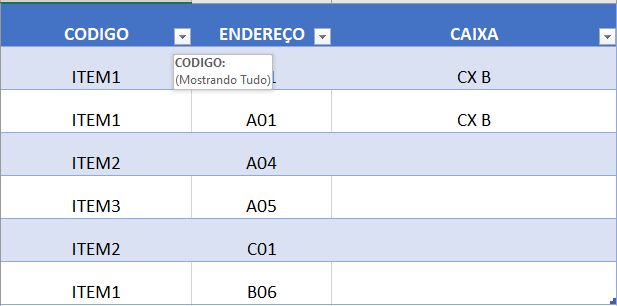 CODIGO ENDEREÇO CAIXA
CODIGO:
(Mostrando Tudo)
ITEM1 CX B
ITEM1 A01 CX B
ITEM2 A04
ITEM3 A05
ITEM2 C01
ITEM1 B06